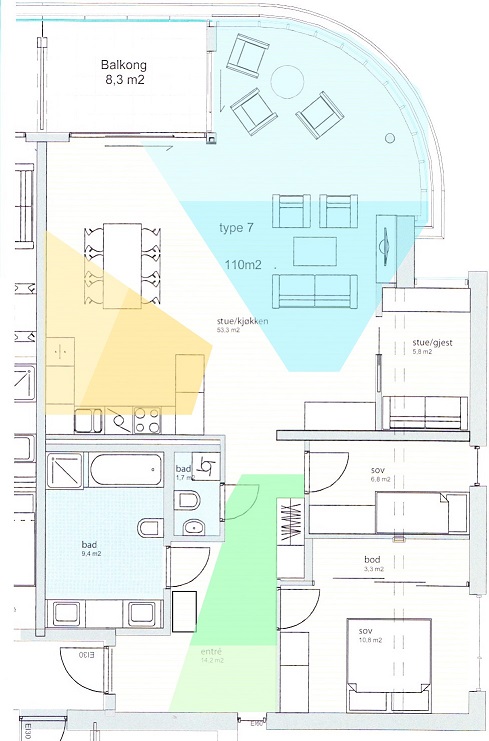 Balkong
8,3 m2
type 7
110m2
stue/kjøkken
53,3 m2
stue/gjest
5,8 m2
bad
1,7 m2
sov
6,8 m2
bad
9,4 m2
bod
3,3 m2
sov
10,8 m2
entré
14,2 m2
EI30
EI30
EI60